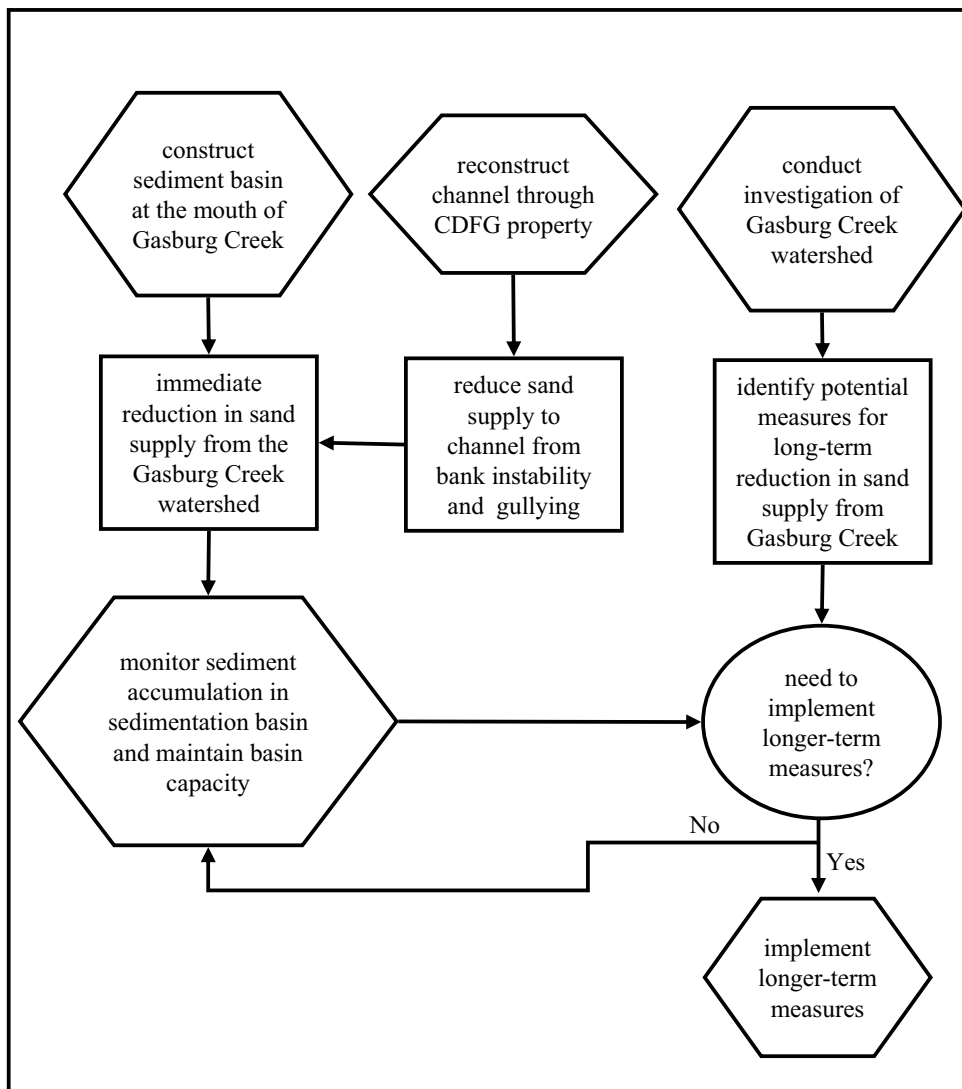 construct
sediment basin
at the mouth of
Gasburg Creek
reconstruct
channel through
CDFG property
conduct
investigation of
Gasburg Creek
watershed
immediate
reduction in sand
supply from the
Gasburg Creek
watershed
reduce sand
supply to
channel from
bank instability
and gullying
identify potential
measures for
long-term
reduction in sand
supply from
Gasburg Creek
monitor sediment
accumulation in
sedimentation basin
and maintain basin
capacity
need to
implement
longer-term
measures?
No
Yes
implement
longer-term
measures